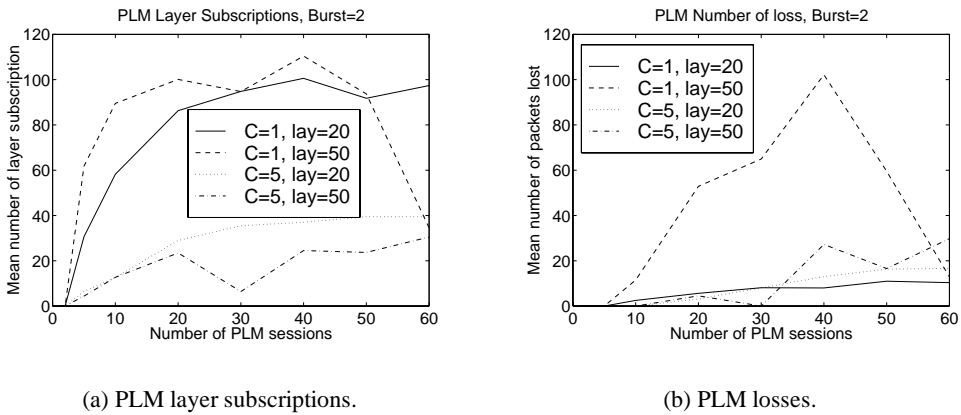 PLM Layer Subscriptions, Burst=2
120
100
80
60
40
20
0
Mean number of layer subscription
C=1, lay=20
C=1, lay=50
C=5, lay=20
C=5, lay=50
0 10 20 30 40 50 60
Number of PLM sessions
(a) PLM layer subscriptions.
PLM Number of loss, Burst=2
120
100
80
60
40
20
0
Mean number of packets lost
C=1, lay=20
C=1, lay=50
C=5, lay=20
C=5, lay=50
0 10 20 30 40 50 60
Number of PLM sessions
(b) PLM losses.